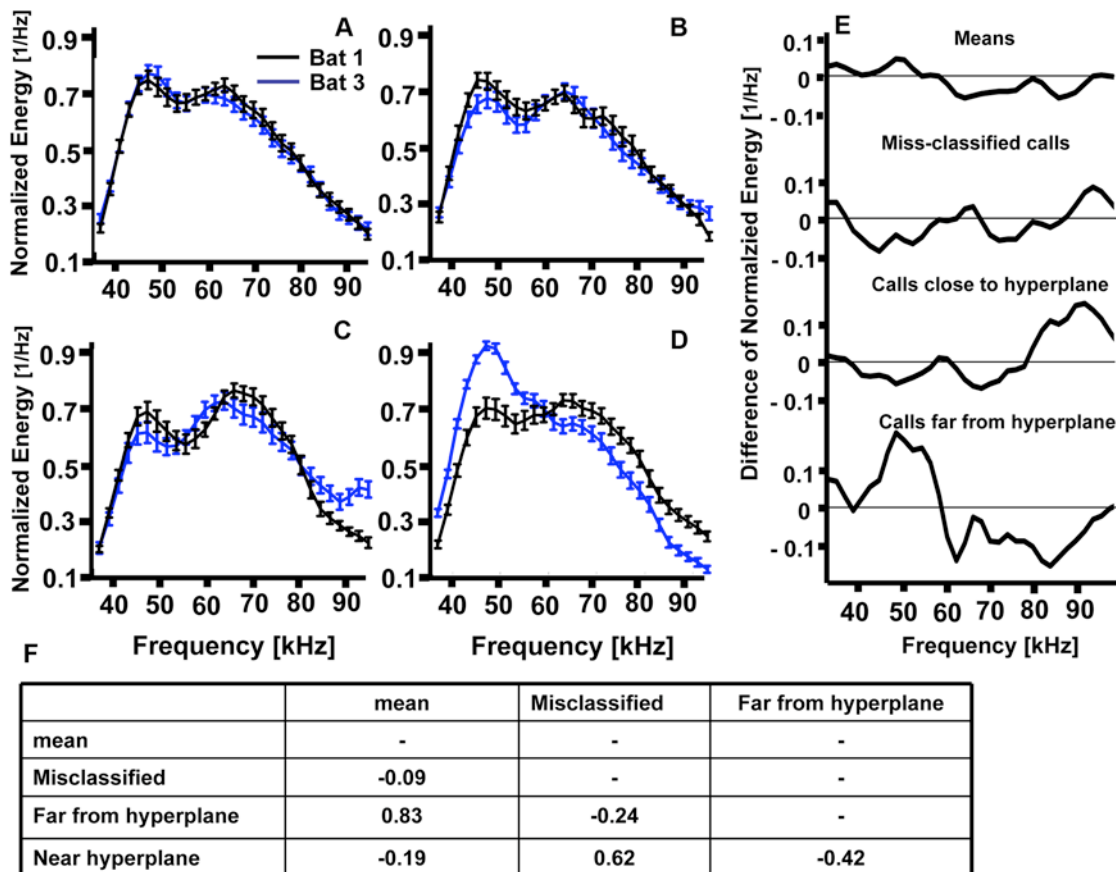 A
Normalized Energy [1/Hz]
0.9
0.7
0.5
0.3
0.1
Bat 1
Bat 3
40 50 60 70 80 90
B
0.9
0.7
0.5
0.3
0.1
40 50 60 70 80 90
C
Normalized Energy [1/Hz]
0.9
0.7
0.5
0.3
0.1
40 50 60 70 80 90
Frequency [kHz]
D
0.9
0.7
0.5
0.3
0.1
40 50 60 70 80 90
Frequency [kHz]
E
Difference of Normalzied Energy [1/Hz]
Means
0.1
0
- 0.1
Miss-classified calls
0.1
0
- 0.1
Calls close to hyperplane
0.1
0
- 0.1
Calls far from hyperplane
0.1
0
- 0.1
40 50 60 70 80 90
Frequency [kHz]
F
mean Misclassified Far from hyperplane
mean - - -
Misclassified -0.09 - -
Far from hyperplane 0.83 -0.24 -
Near hyperplane -0.19 0.62 -0.42